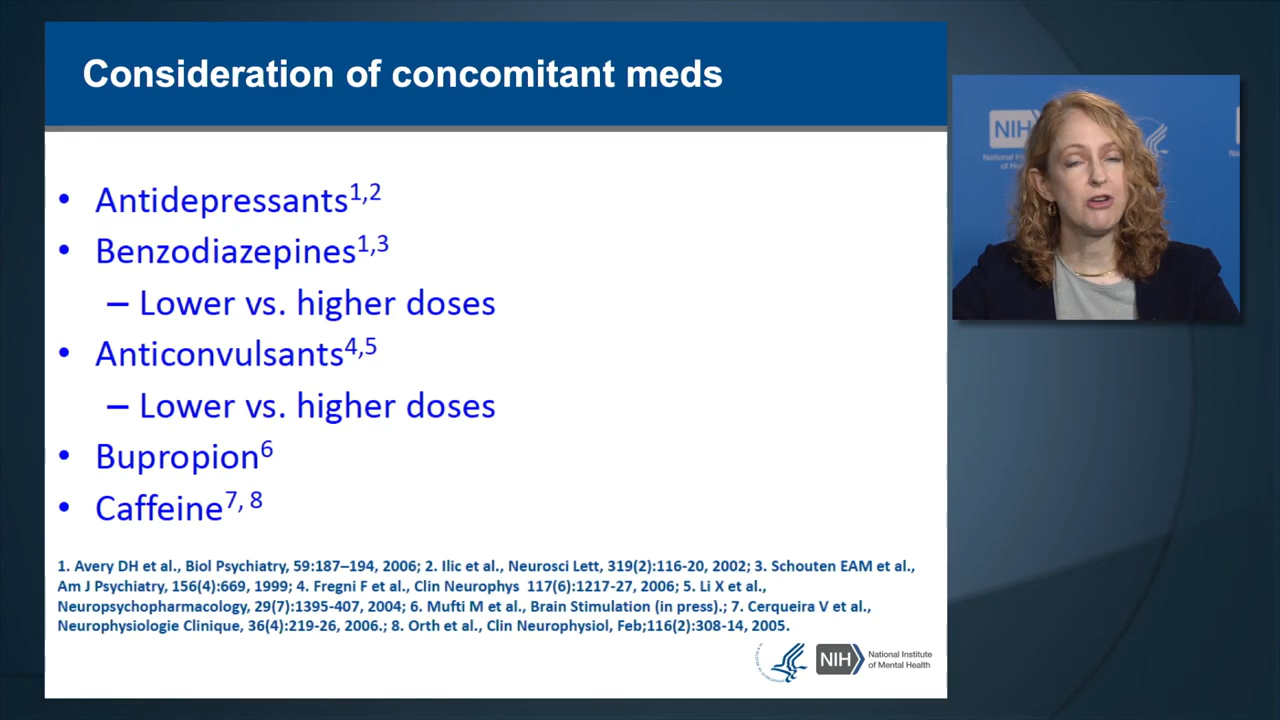 Consideration of concomitant meds
• Antidepressants1,2
• Benzodiazepines1,3
– Lower vs. higher doses
• Anticonvulsants4,5
– Lower vs. higher doses
• Bupropion6
• Caffeine7, 8
1. Avery DH et al., Biol Psychiatry, 59:187–194, 2006; 2. Ilic et al., Neurosci Lett, 319(2):116-20, 2002; 3. Schouten EAM et al.,
Am J Psychiatry, 156(4):669, 1999; 4. Fregni F et al., Clin Neurophys 117(6):1217-27, 2006; 5. Li X et al.,
Neuropsychopharmacology, 29(7):1395-407, 2004; 6. Mufti M et al., Brain Stimulation (in press).; 7. Cerqueira V et al.,
Neurophysiologie Clinique, 36(4):219-26, 2006.; 8. Orth et al., Clin Neurophysiol, Feb;116(2):308-14, 2005.
NIH
National Institute
of Mental Health
NIH
National In
of H